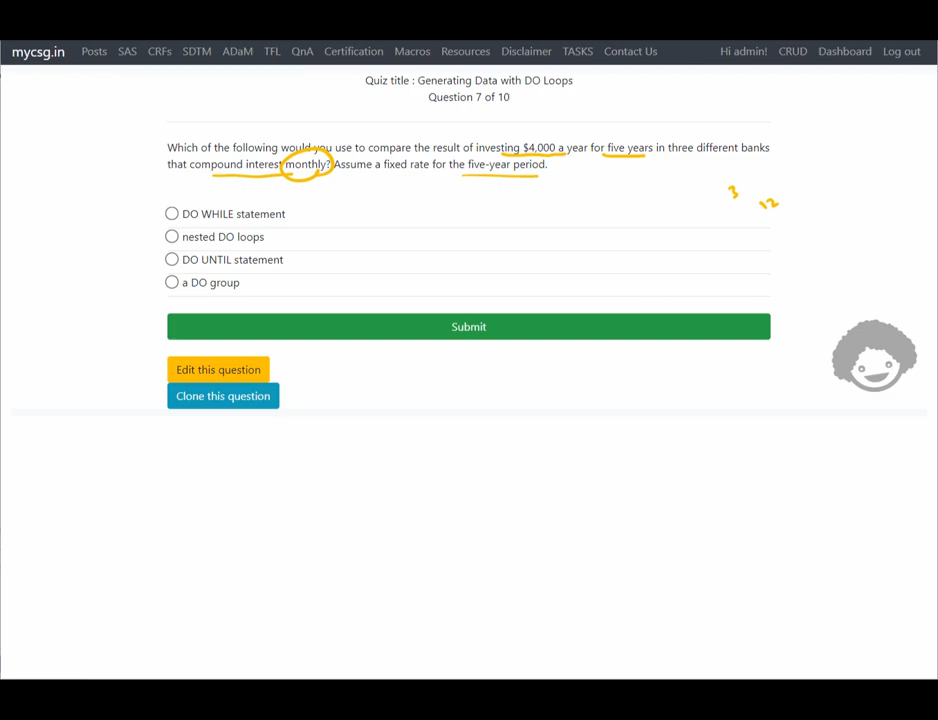 mycsg.in Posts SAS CRFs SDTM ADaM TFL QnA Certification Macros Resources Disclaimer TASKS Contact Us Hi admin! CRUD Dashboard Log out
Quiz title : Generating Data with DO Loops
Question 7 of 10
Which of the following would you use to compare the result of investing $4,000 a year for five years in three different banks
that compound interest monthly? Assume a fixed rate for the five-year period.
3
12
DO WHILE statement
nested DO loops
DO UNTIL statement
a DO group
Submit
Edit this question
Clone this question